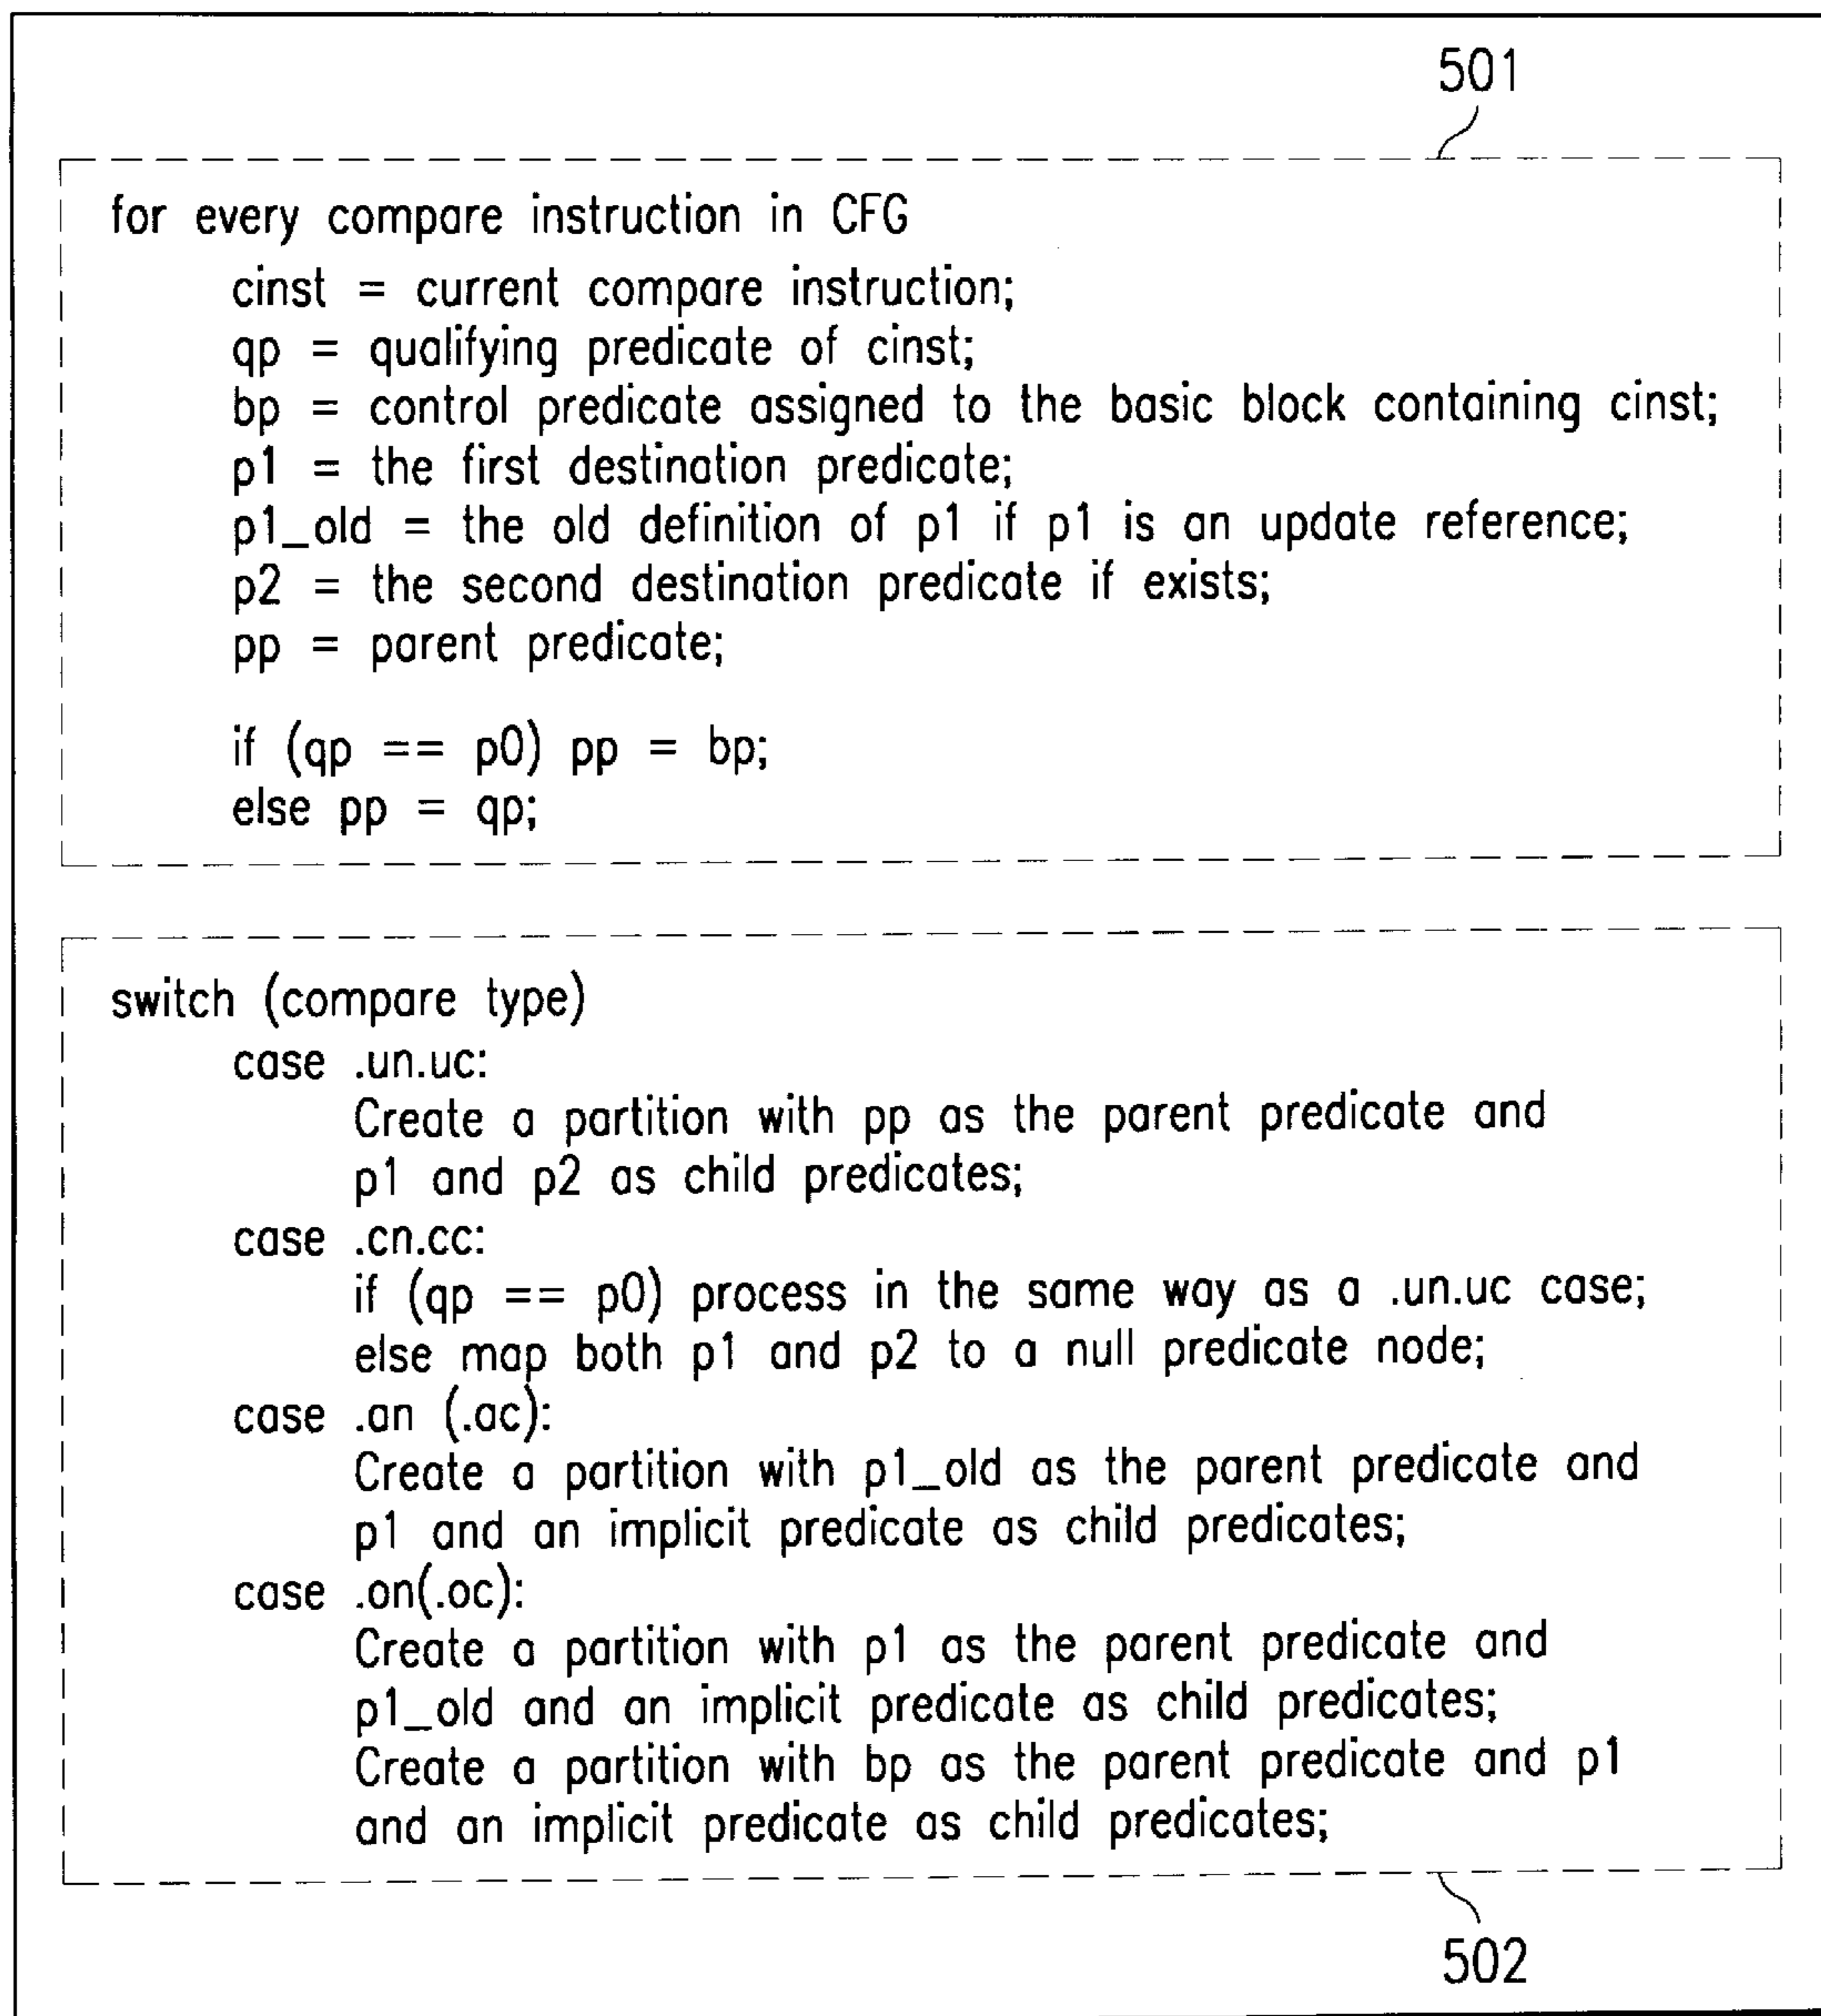 501
for every compare instruction in CFG
cinst = current compare instruction;
qp = qualifying predicate of cinst;
bp = control predicate assigned to the basic block containing cinst;
p1 = the first destination predicate;
p1_old = the old definition of p1 if p1 is an update reference;
p2 = the second destination predicate if exists;
pp = parent predicate;
if (qp == p0) pp = bp;
else pp = qp;
switch (compare type)
case .un.uc:
Create a partition with pp as the parent predicate and
p1 and p2 as child predicates;
case .cn.cc:
if (qp == p0) process in the same way as a .un.uc case;
else map both p1 and p2 to a null predicate node;
case .an (.ac):
Create a partition with p1_old as the parent predicate and
p1 and an implicit predicate as child predicates;
case .on(.oc):
Create a partition with p1 as the parent predicate and
p1_old and an implicit predicate as child predicates;
Create a partition with bp as the parent predicate and p1
and an implicit predicate as child predicates;
502